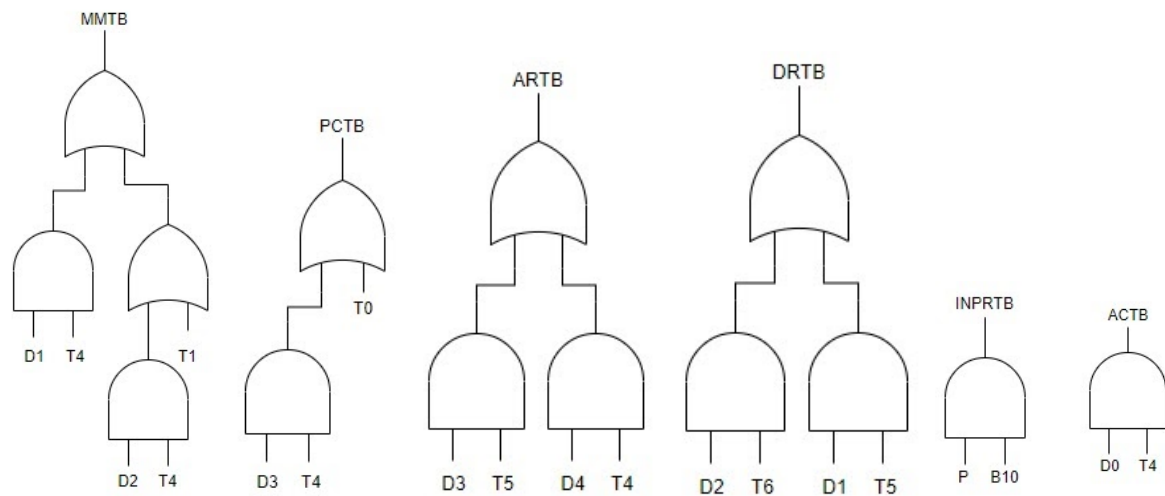 MMTB
D1 T4
T1
D2 T4
PCTB
T0
D3 T4
ARTB
D3 T5 D4 T4
DRTB
D2 T6 D1 T5
INPRTB
P B10
ACTB
D0 T4